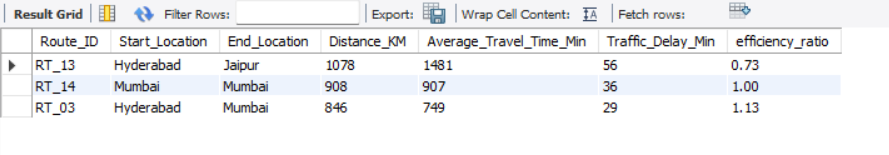 Result Grid Filter Rows: Export: Wrap Cell Content: IA Fetch rows:
Route_ID Start_Location End_Location Distance_KM Average_Travel_Time_Min Traffic_Delay_Min efficiency_ratio
RT_13 Hyderabad Jaipur 1078 1481 56 0.73
RT_14 Mumbai Mumbai 908 907 36 1.00
RT_03 Hyderabad Mumbai 846 749 29 1.13